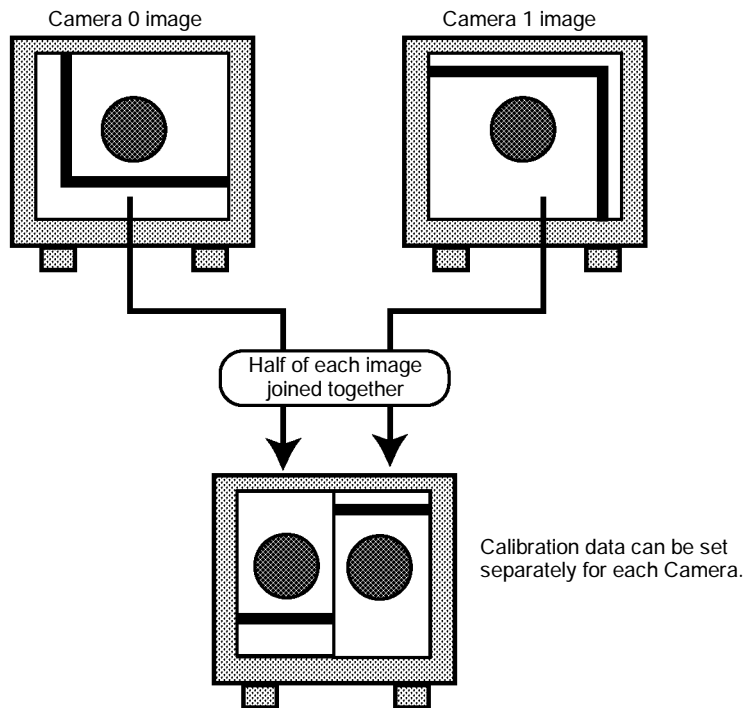 Camera 0 image
Camera 1 image
Half of each image
joined together
Calibration data can be set
separately for each Camera.